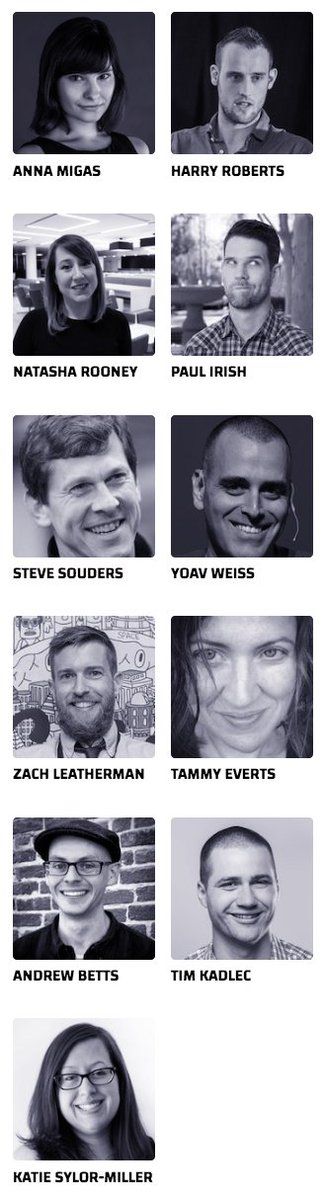 ANNA MIGAS
HARRY ROBERTS
NATASHA ROONEY
PAUL IRISH
STEVE SOUDERS
YOAV WEISS
SPACE
ZACH LEATHERMAN
TAMMY EVERTS
ANDREW BETTS
TIM KADLEC
KATIE SYLOR-MILLER